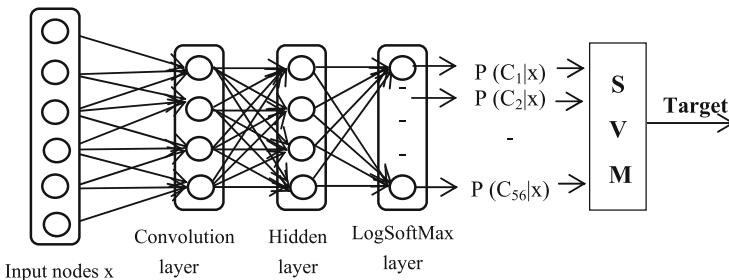 P (C₁|x)
P (C₂|x)
-
P (C₅₆|x)
S
V
M
Target
-
-
-
Convolution
layer
Hidden
layer
LogSoftMax
layer
Input nodes x